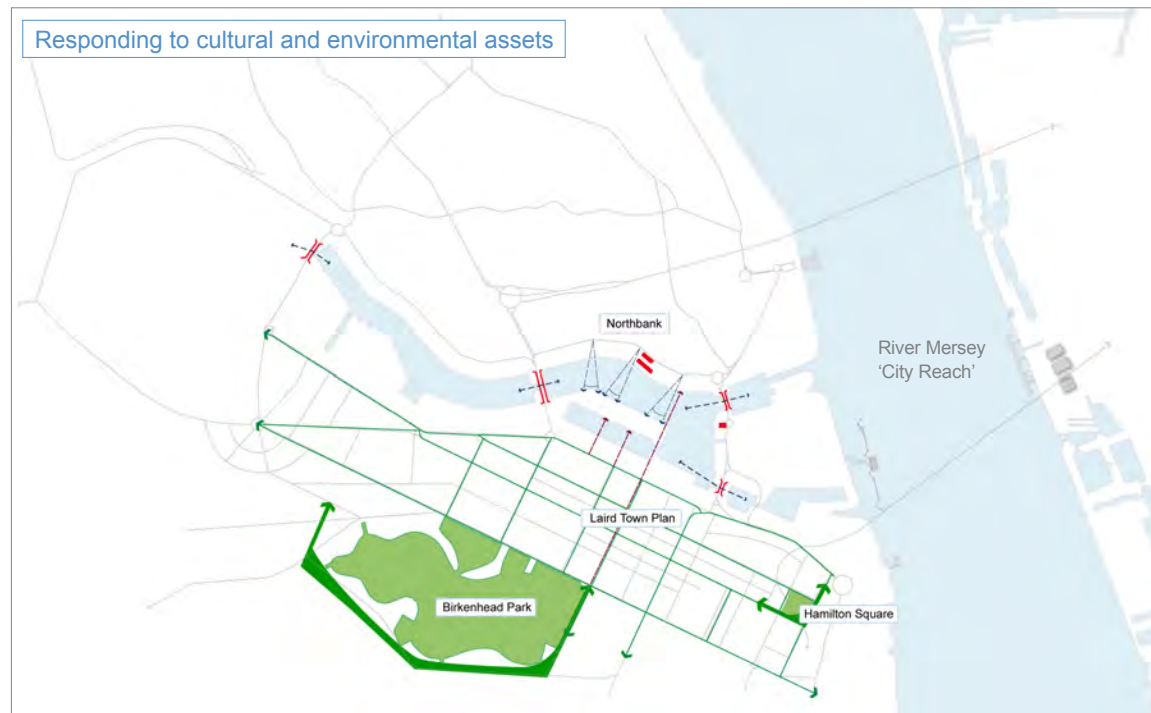 Responding to cultural and environmental assets
Northbank
River Mersey
‘City Reach’
Laird Town Plan
Birkenhead Park
Hamilton Square